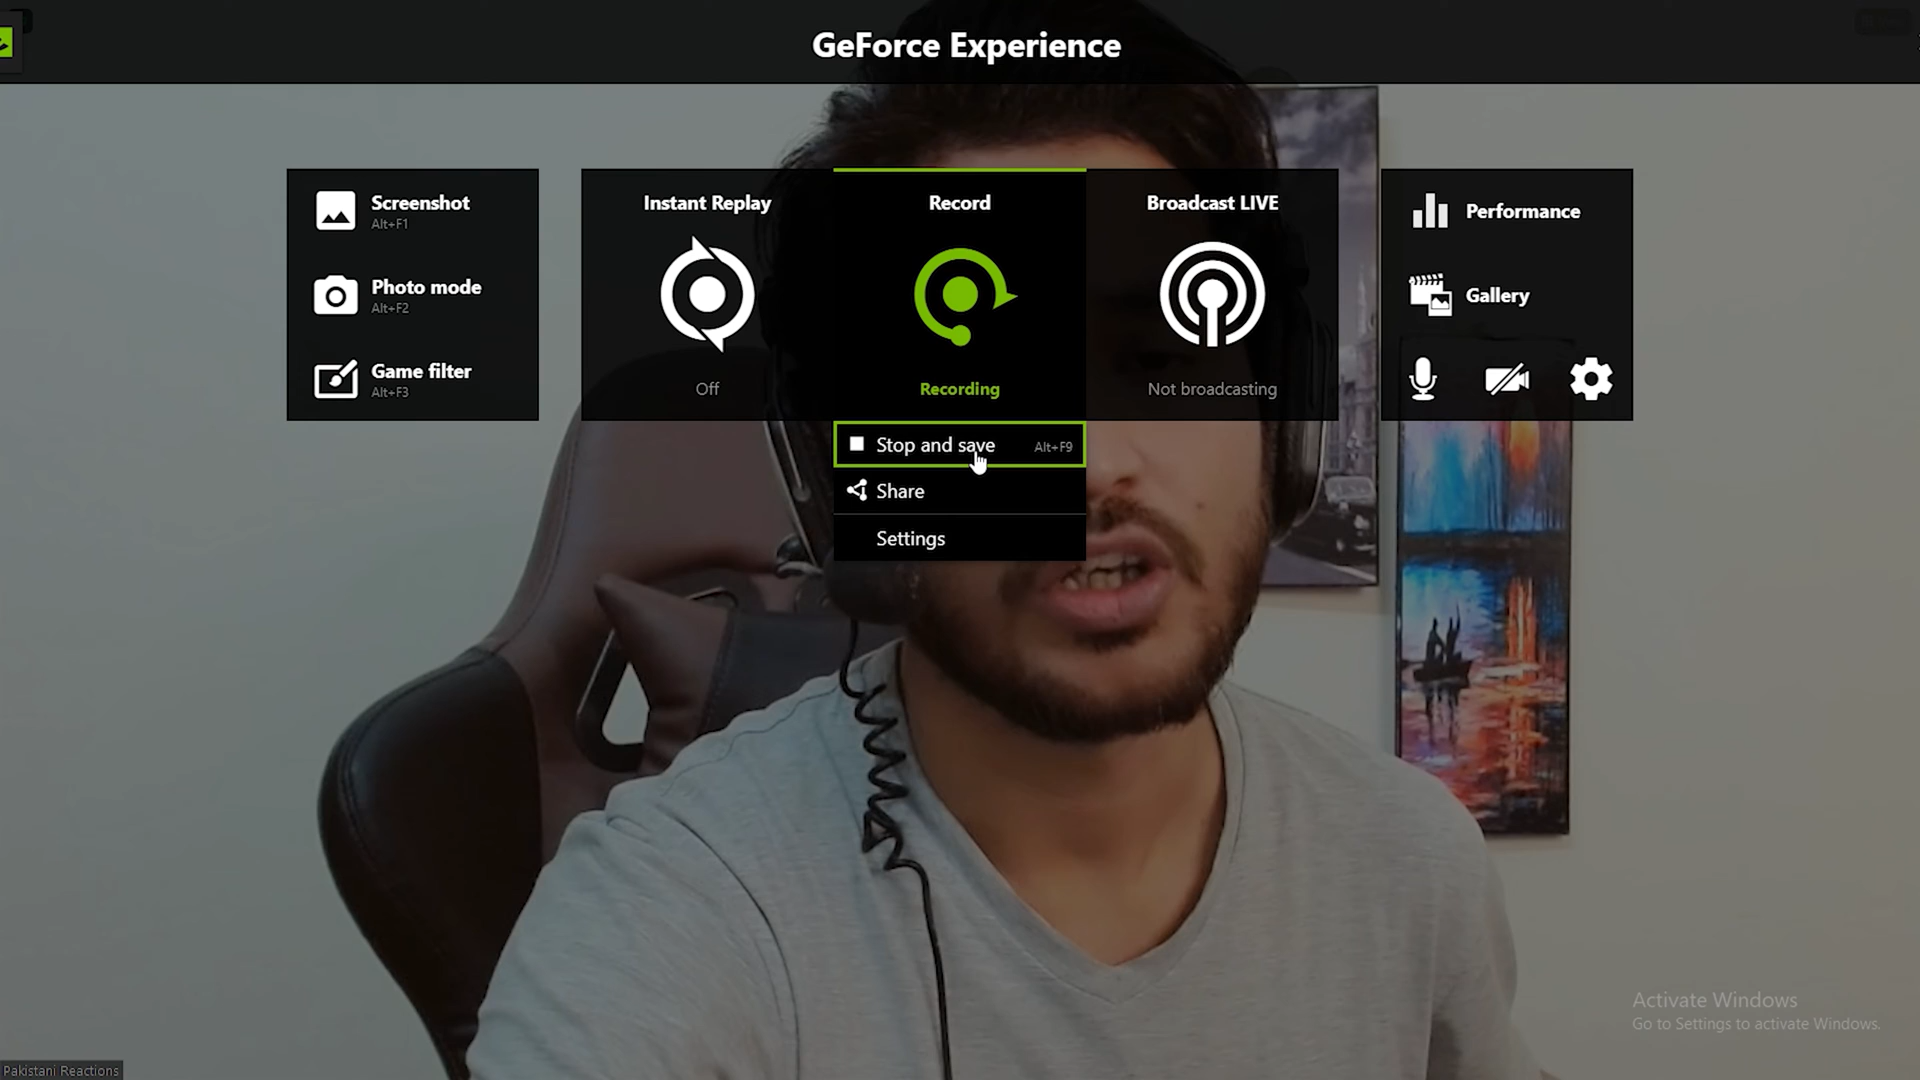 GeForce Experience
Screenshot
Alt+F1
Photo mode
Alt+F2
Game filter
Alt+F3
Instant Replay
Off
Record
Recording
Stop and save Alt+F9
Share
Settings
Broadcast LIVE
Not broadcasting
Performance
Gallery
Activate Windows
Go to Settings to activate Windows.
Pakistani Reactions